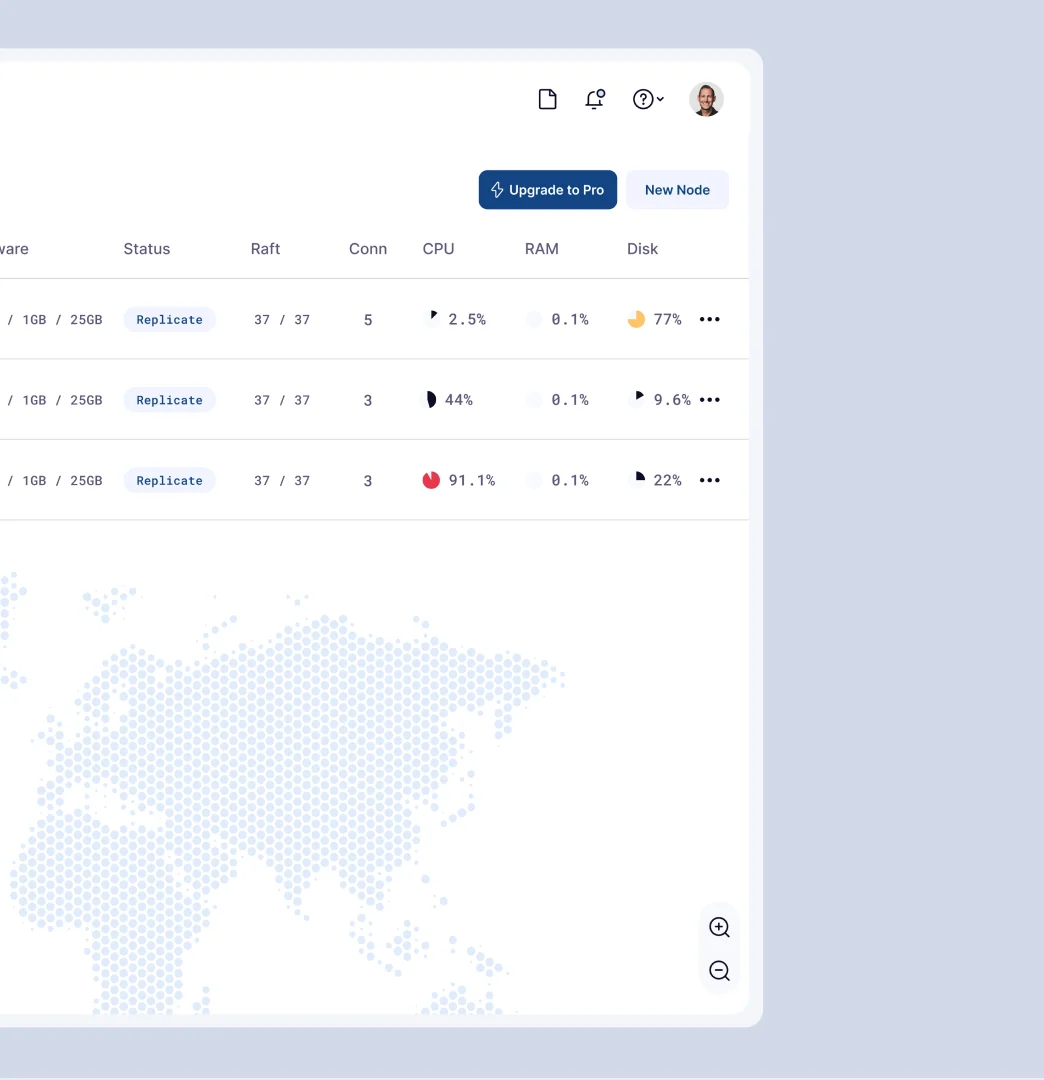 Upgrade to Pro New Node
ware Status Raft Conn CPU RAM Disk
/ 1GB / 25GB Replicate 37 / 37 5 2.5% 0.1% 77%
/ 1GB / 25GB Replicate 37 / 37 3 44% 0.1% 9.6%
/ 1GB / 25GB Replicate 37 / 37 3 91.1% 0.1% 22%